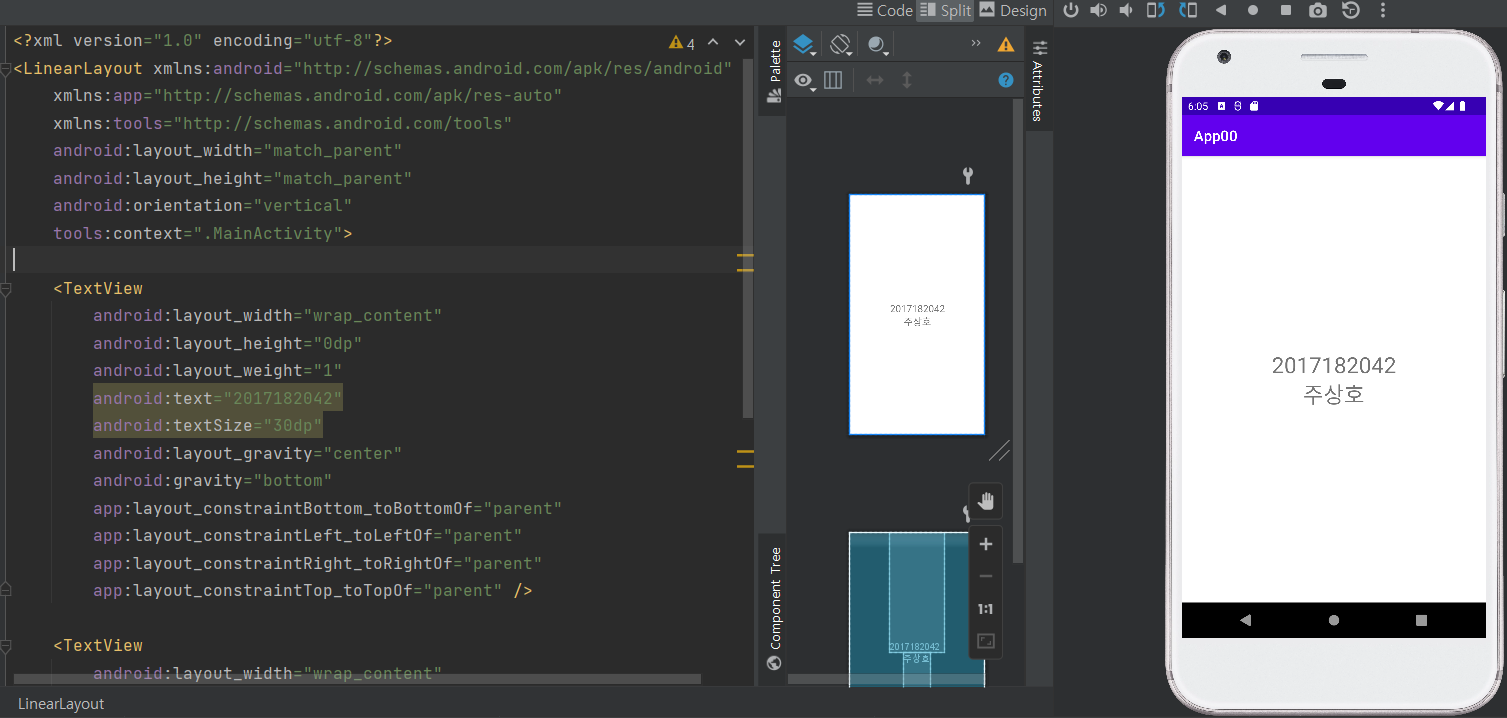 Code Split Design
<?xml version="1.0" encoding="utf-8"?>
4
<LinearLayout xmlns:android="http://schemas.android.com/apk/res/android"
xmlns:app="http://schemas.android.com/apk/res-auto"
xmlns:tools="http://schemas.android.com/tools"
android:layout_width="match_parent"
android:layout_height="match_parent"
android:orientation="vertical"
tools:context=".MainActivity">
<TextView
android:layout_width="wrap_content"
android:layout_height="0dp"
android:layout_weight="1"
android:text="2017182042"
android:textSize="30dp"
android:layout_gravity="center"
android:gravity="bottom"
app:layout_constraintBottom_toBottomOf="parent"
app:layout_constraintLeft_toLeftOf="parent"
app:layout_constraintRight_toRightOf="parent"
app:layout_constraintTop_toTopOf="parent" />
<TextView
android:layout_width="wrap_content"
LinearLayout
Palette
Component Tree
»
?
2017182042
주상호
2017182042
주상호
+
−
1:1
Attributes
6:05
App00
2017182042
주상호